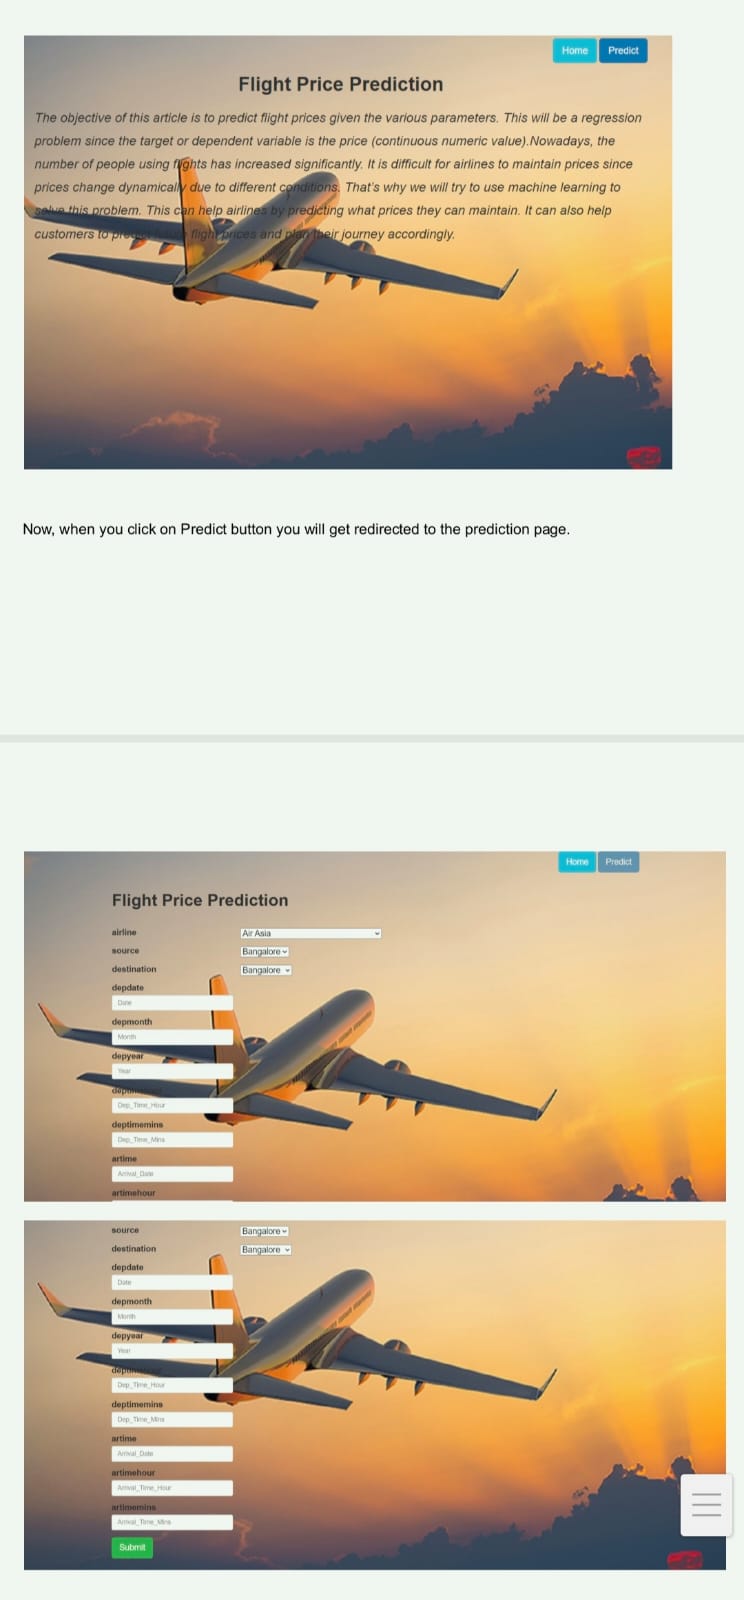 Home Predict
Flight Price Prediction
The objective of this article is to predict flight prices given the various parameters. This will be a regression
problem since the target or dependent variable is the price (continuous numeric value).Nowadays, the
number of people using flights has increased significantly. It is difficult for airlines to maintain prices since
prices change dynamically due to different conditions. That's why we will try to use machine learning to
solve this problem. This can help airlines by predicting what prices they can maintain. It can also help
customers to predict future flight prices and plan their journey accordingly.
Now, when you click on Predict button you will get redirected to the prediction page.
Home Predict
Flight Price Prediction
airline Air Asia
source Bangalore
destination Bangalore
depdate
Date
depmonth
Month
depyear
Year
Dep_Time_Hour
deptimemins
Dep_Time_Mins
artime
Arrival_Date
artimehour
source Bangalore
destination Bangalore
depdate
Date
depmonth
Month
depyear
Year
Dep_Time_Hour
deptimemins
Dep_Time_Mins
artime
Arrival_Date
artimehour
Arrival_Time_Hour
artimemins
Arrival_Time_Mins
Submit